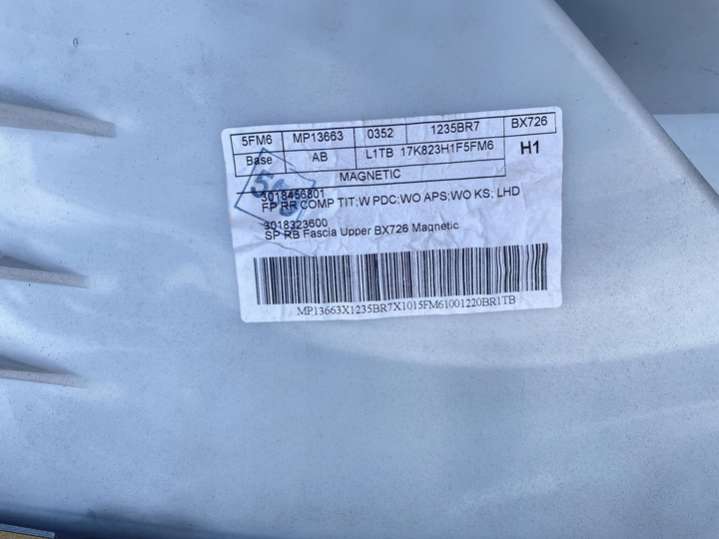 5FM6 MP13663 0352 1235BR7 BX726
Base AB L1TB 17K823H1F5FM6 H1
MAGNETIC
3018456801
FP RR COMP TIT;W PDC;WO APS;WO KS; LHD
3018323600
SP RB Fascia Upper BX726 Magnetic
MP13663X1235BR7X1015FM61001220BR1TB